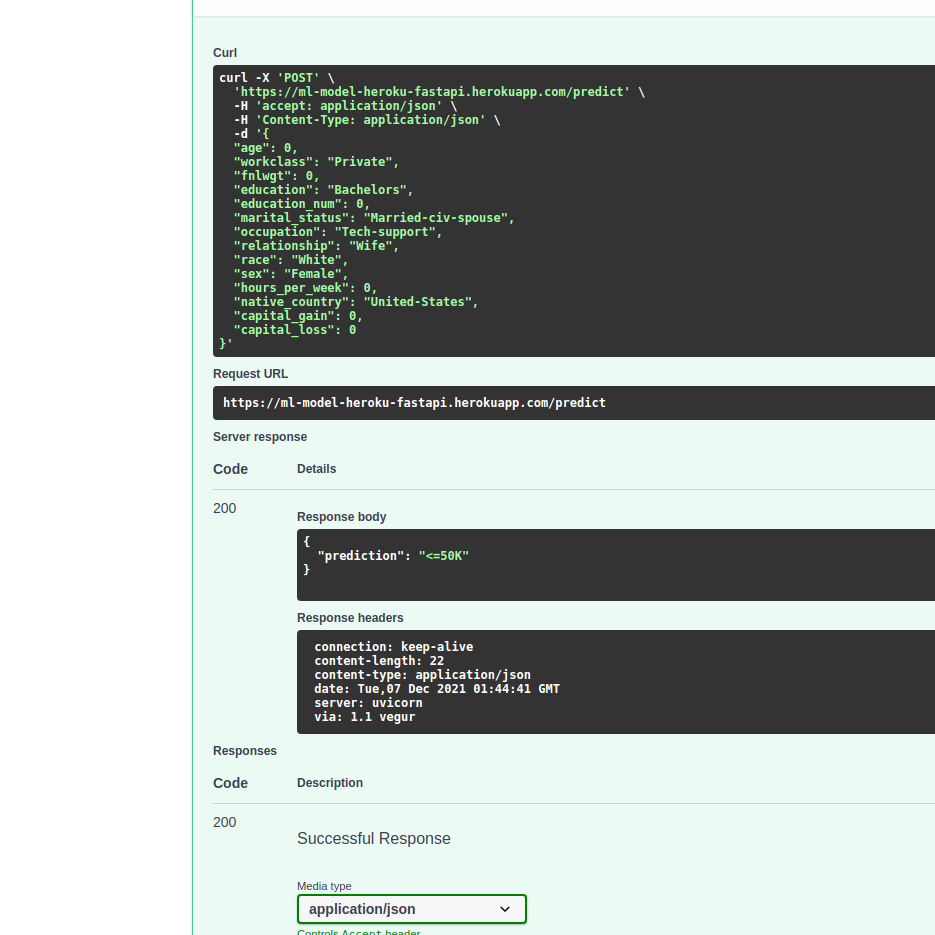 Curl
curl -X 'POST' \
  'https://ml-model-heroku-fastapi.herokuapp.com/predict' \
  -H 'accept: application/json' \
  -H 'Content-Type: application/json' \
  -d '{
  "age": 0,
  "workclass": "Private",
  "fnlwgt": 0,
  "education": "Bachelors",
  "education_num": 0,
  "marital_status": "Married-civ-spouse",
  "occupation": "Tech-support",
  "relationship": "Wife",
  "race": "White",
  "sex": "Female",
  "hours_per_week": 0,
  "native_country": "United-States",
  "capital_gain": 0,
  "capital_loss": 0
}'
Request URL
https://ml-model-heroku-fastapi.herokuapp.com/predict
Server response
Code Details
200
Response body
{
  "prediction": "<=50K"
}
Response headers
connection: keep-alive
content-length: 22
content-type: application/json
date: Tue,07 Dec 2021 01:44:41 GMT
server: uvicorn
via: 1.1 vegur
Responses
Code Description
200
Successful Response
Media type
application/json
Controls Accept header